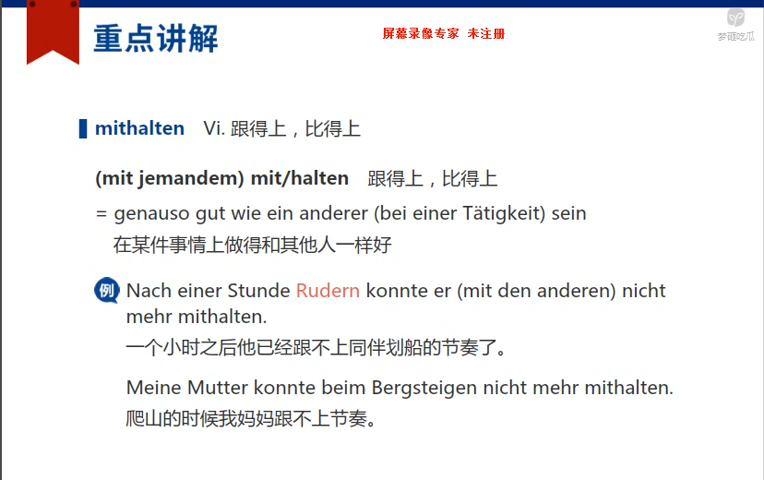 重点讲解
屏幕录像专家 未注册
梦砸吃瓜
mithalten Vi. 跟得上，比得上
(mit jemandem) mit/halten 跟得上，比得上
= genauso gut wie ein anderer (bei einer Tätigkeit) sein
在某件事情上做得和其他人一样好
例 Nach einer Stunde Rudern konnte er (mit den anderen) nicht
mehr mithalten.
一个小时之后他已经跟不上同伴划船的节奏了。
Meine Mutter konnte beim Bergsteigen nicht mehr mithalten.
爬山的时候我妈妈跟不上节奏。